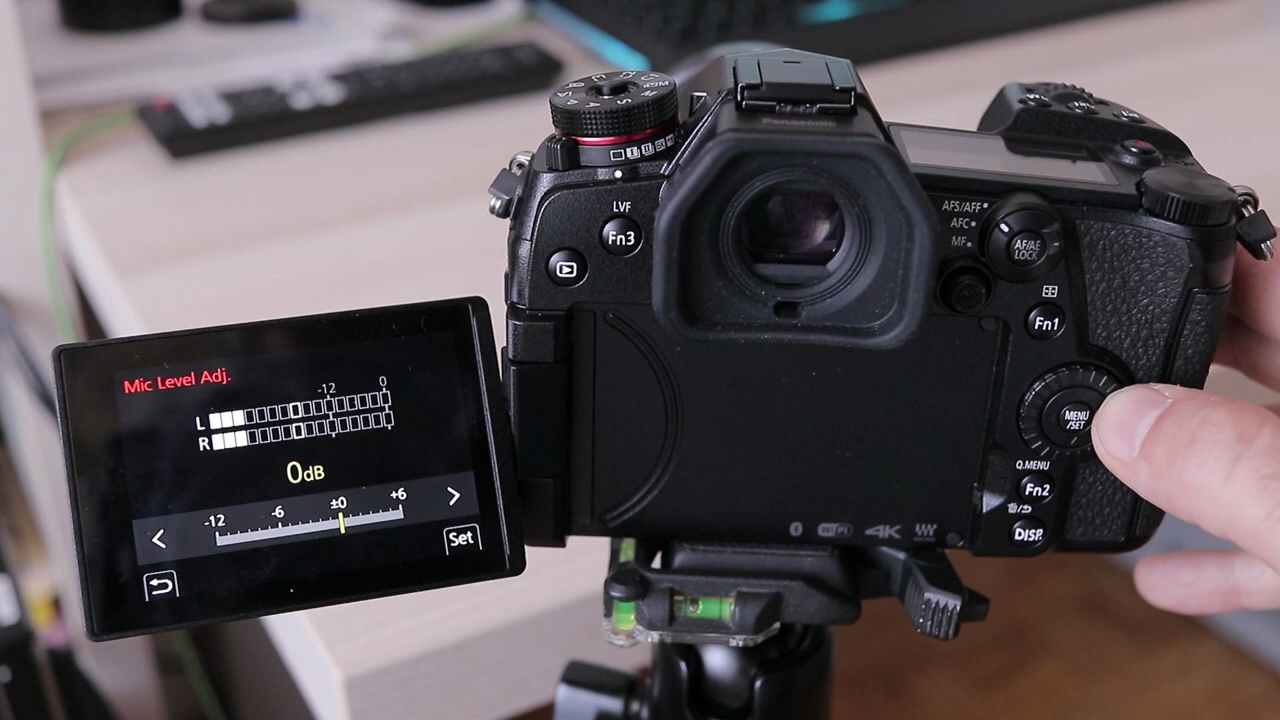 Panasonic
LVF
Fn3
AFS/AFF
AFC
MF
AF/AE
LOCK
Fn1
MENU
/SET
Q.MENU
Fn2
DISP.
WiFi
4K
Mic Level Adj.
-12 0
L
R
0dB
-12 -6 ±0 +6
Set